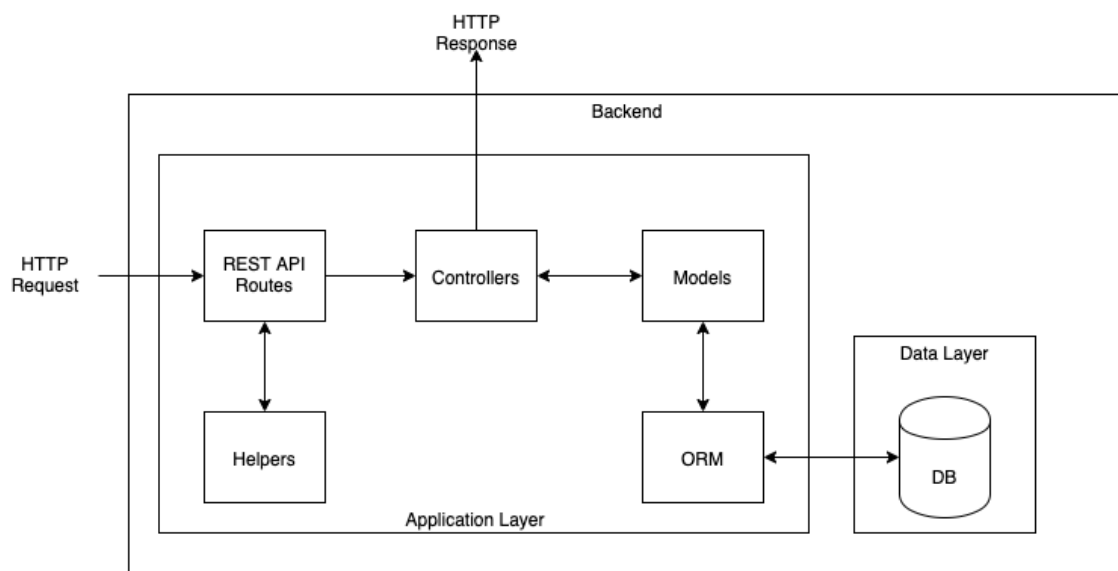 HTTP
Response
Backend
HTTP
Request
REST API
Routes
Controllers
Models
Data Layer
Helpers
ORM
DB
Application Layer